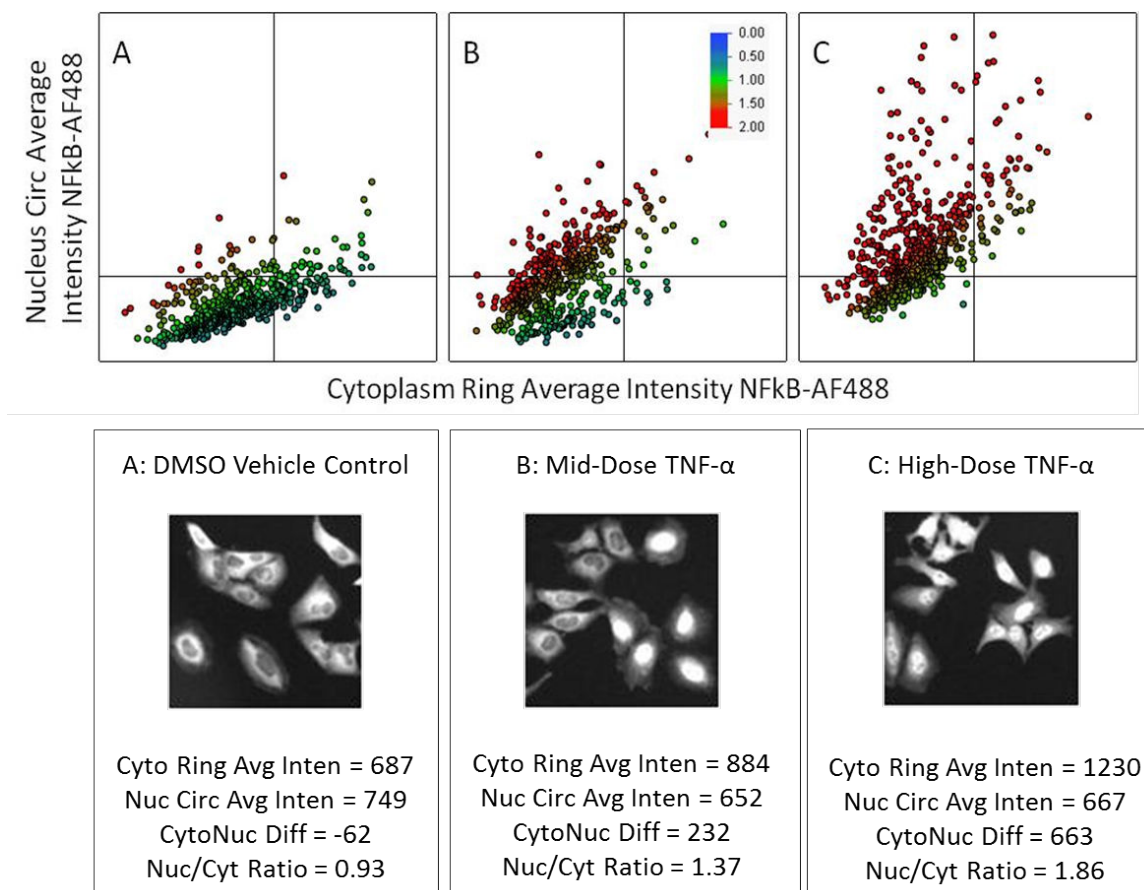 A
B
C
0.00
0.50
1.00
1.50
2.00
Nucleus Circ Average
Intensity NFkB-AF488
Cytoplasm Ring Average Intensity NFkB-AF488
A: DMSO Vehicle Control
Cyto Ring Avg Inten = 687
Nuc Circ Avg Inten = 749
CytoNuc Diff = -62
Nuc/Cyt Ratio = 0.93
B: Mid-Dose TNF-α
Cyto Ring Avg Inten = 884
Nuc Circ Avg Inten = 652
CytoNuc Diff = 232
Nuc/Cyt Ratio = 1.37
C: High-Dose TNF-α
Cyto Ring Avg Inten = 1230
Nuc Circ Avg Inten = 667
CytoNuc Diff = 663
Nuc/Cyt Ratio = 1.86